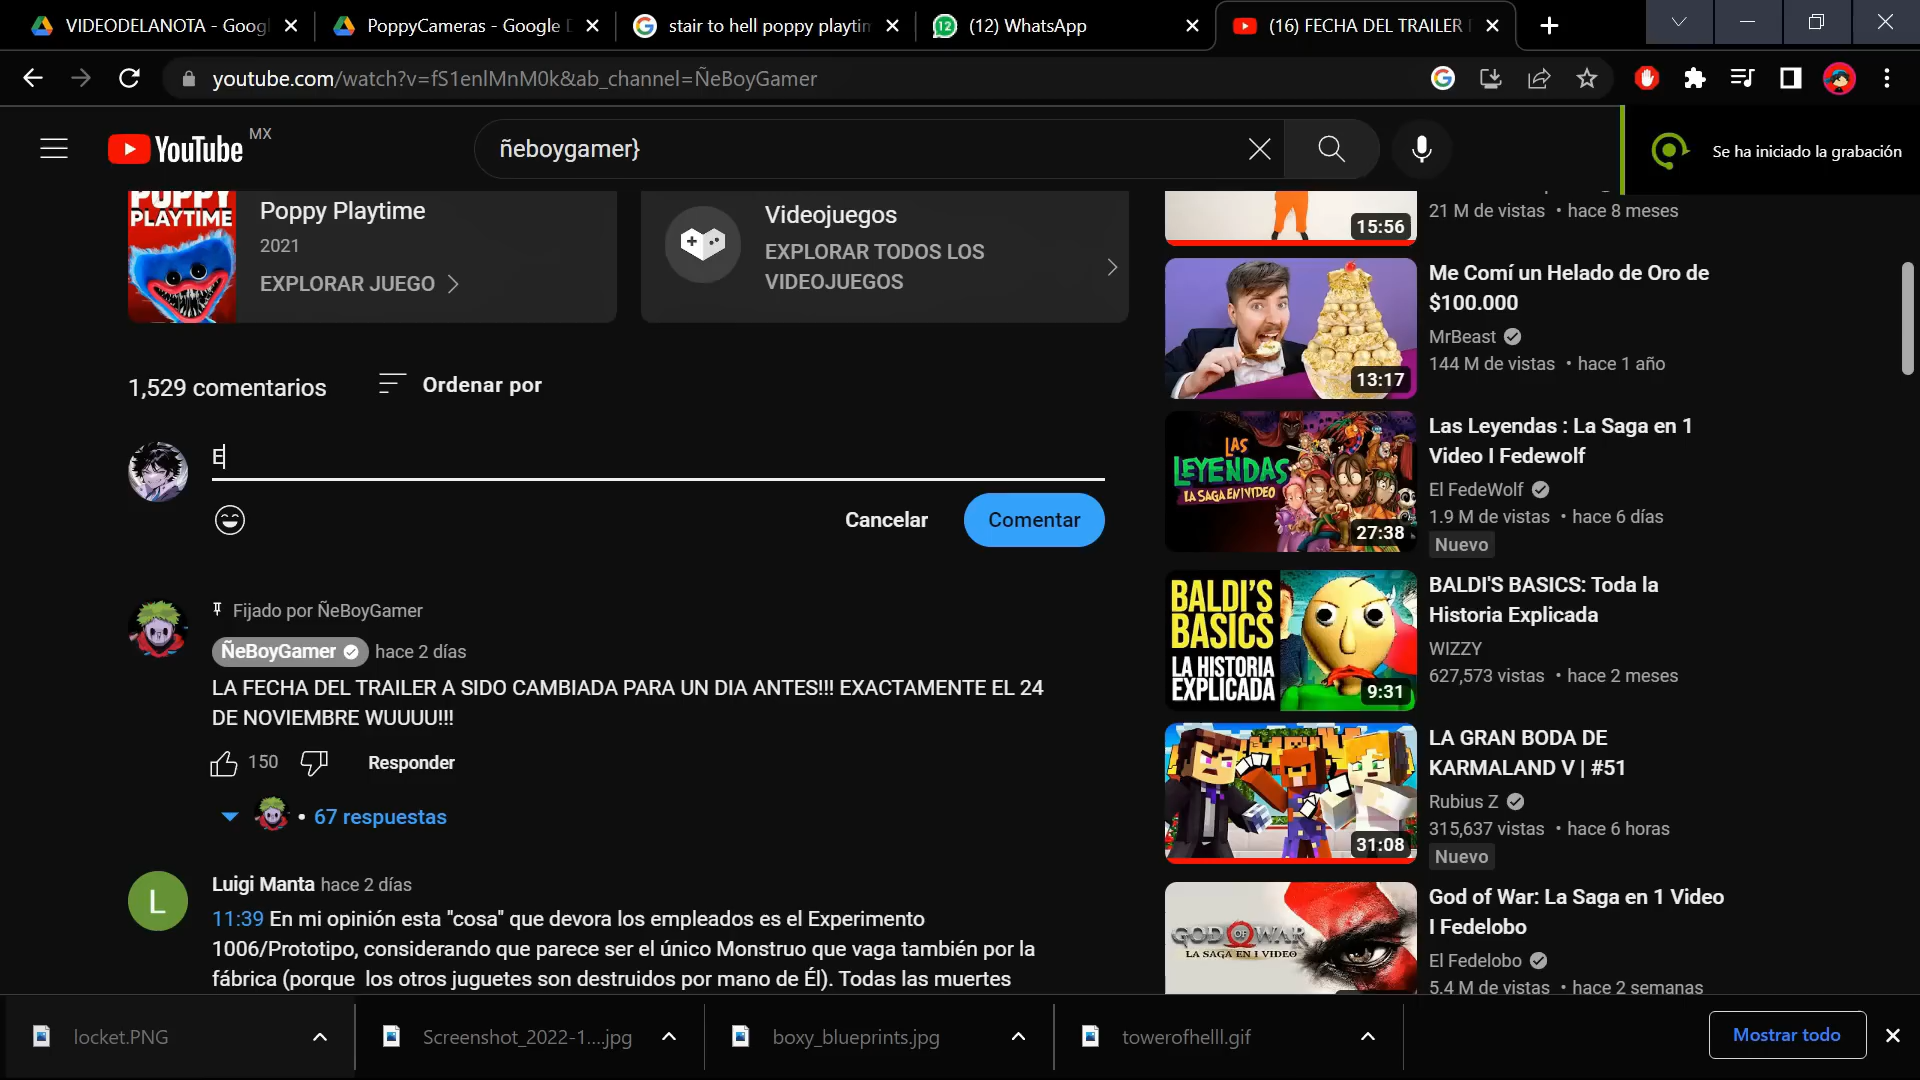 VIDEODELANOTA - Googl
PoppyCameras - Google D
stair to hell poppy playtim
(12) WhatsApp
(16) FECHA DEL TRAILER
youtube.com/watch?v=fS1enlMnM0k&ab_channel=ÑeBoyGamer
YouTube MX
ñeboygamer}
Se ha iniciado la grabación
POPPY
PLAYTIME
Poppy Playtime
2021
EXPLORAR JUEGO
Videojuegos
EXPLORAR TODOS LOS
VIDEOJUEGOS
1,529 comentarios
Ordenar por
E
Cancelar
Comentar
Fijado por ÑeBoyGamer
ÑeBoyGamer hace 2 días
LA FECHA DEL TRAILER A SIDO CAMBIADA PARA UN DIA ANTES!!! EXACTAMENTE EL 24
DE NOVIEMBRE WUUUU!!!
150
Responder
• 67 respuestas
L
Luigi Manta hace 2 días
11:39 En mi opinión esta "cosa" que devora los empleados es el Experimento
1006/Prototipo, considerando que parece ser el único Monstruo que vaga también por la
fábrica (porque los otros juguetes son destruidos por mano de Él). Todas las muertes
15:56
21 M de vistas • hace 8 meses
13:17
Me Comí un Helado de Oro de
$100.000
MrBeast
144 M de vistas • hace 1 año
LAS
LEYENDAS
LA SAGA EN 1 VIDEO
27:38
Las Leyendas : La Saga en 1
Video I Fedewolf
El FedeWolf
1.9 M de vistas • hace 6 días
Nuevo
BALDI'S
BASICS
LA HISTORIA
EXPLICADA
9:31
BALDI'S BASICS: Toda la
Historia Explicada
WIZZY
627,573 vistas • hace 2 meses
31:08
LA GRAN BODA DE
KARMALAND V | #51
Rubius Z
315,637 vistas • hace 6 horas
Nuevo
GOD OF WAR
LA SAGA EN 1 VIDEO
God of War: La Saga en 1 Video
I Fedelobo
El Fedelobo
5.4 M de vistas • hace 2 semanas
locket.PNG
Screenshot_2022-1....jpg
boxy_blueprints.jpg
towerofhelll.gif
Mostrar todo